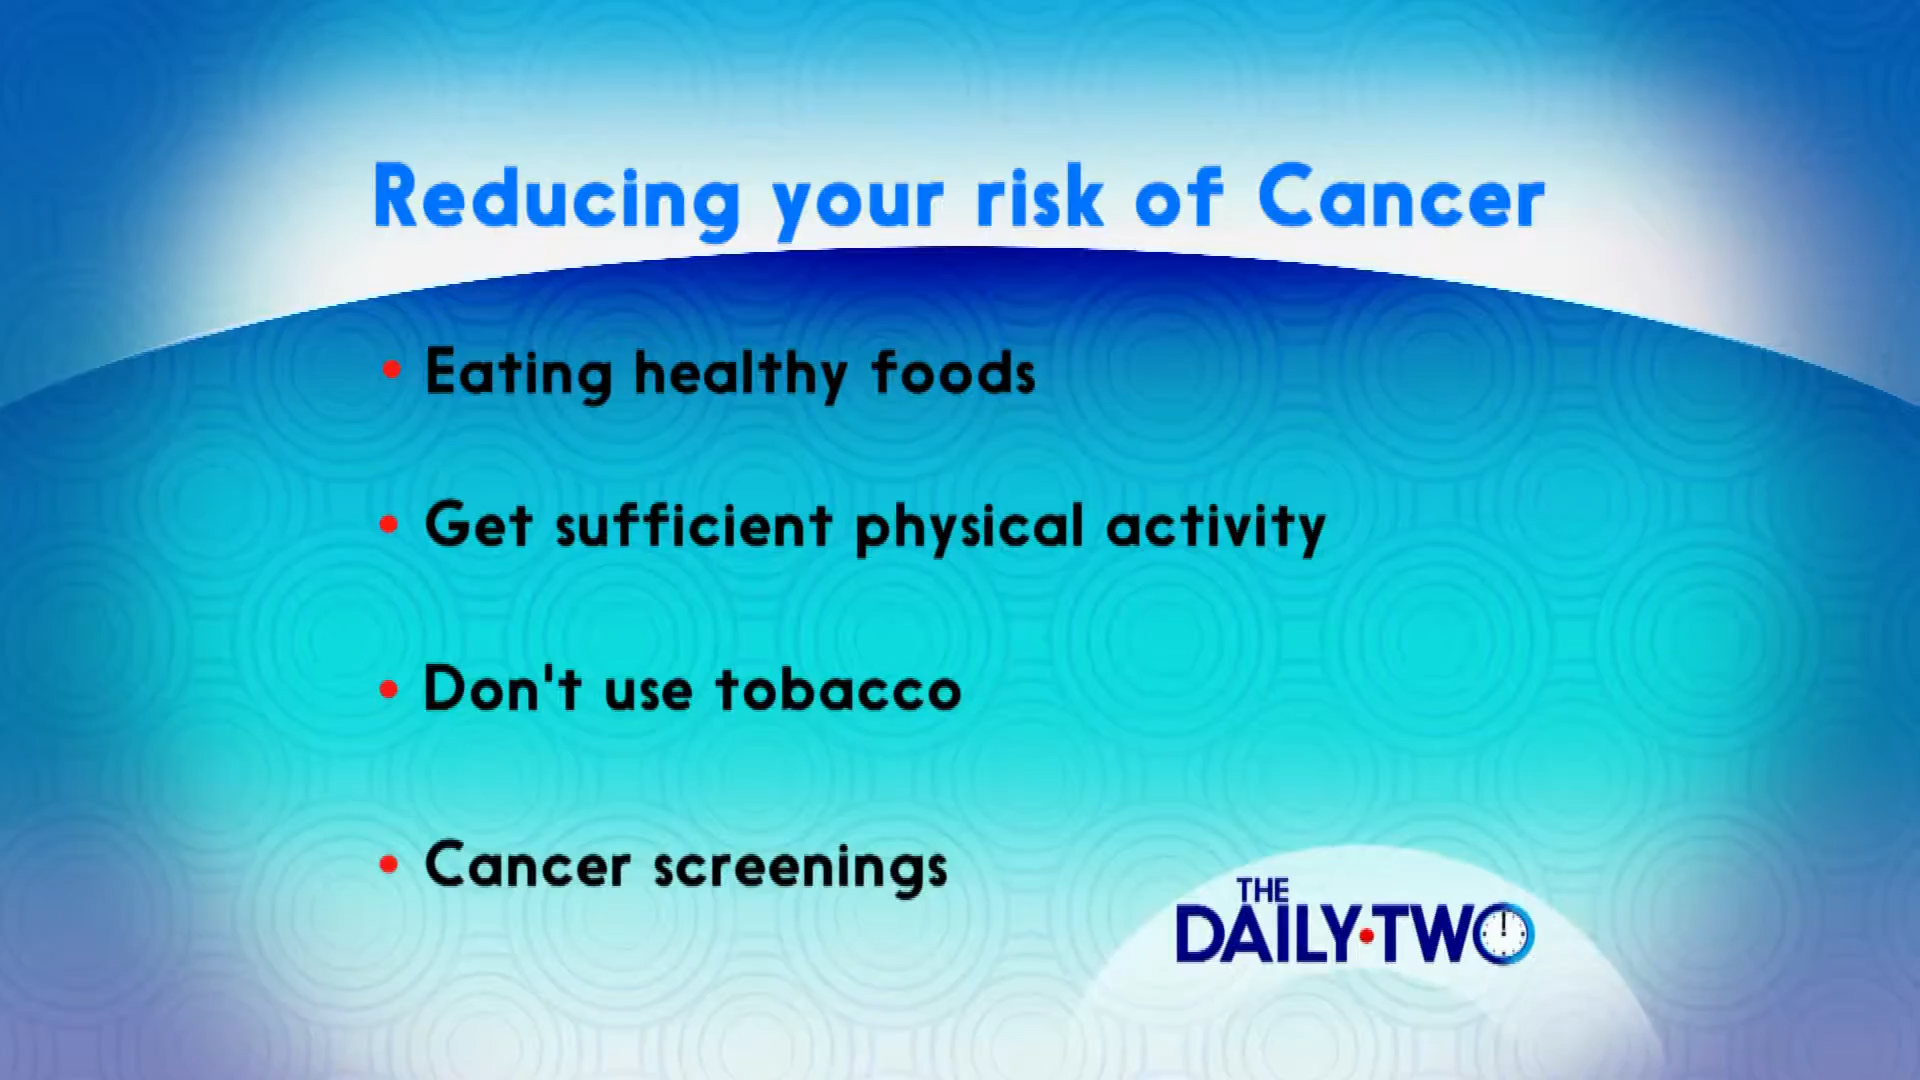 Reducing your risk of Cancer
• Eating healthy foods
• Get sufficient physical activity
• Don't use tobacco
• Cancer screenings
THE
DAILY•TWO